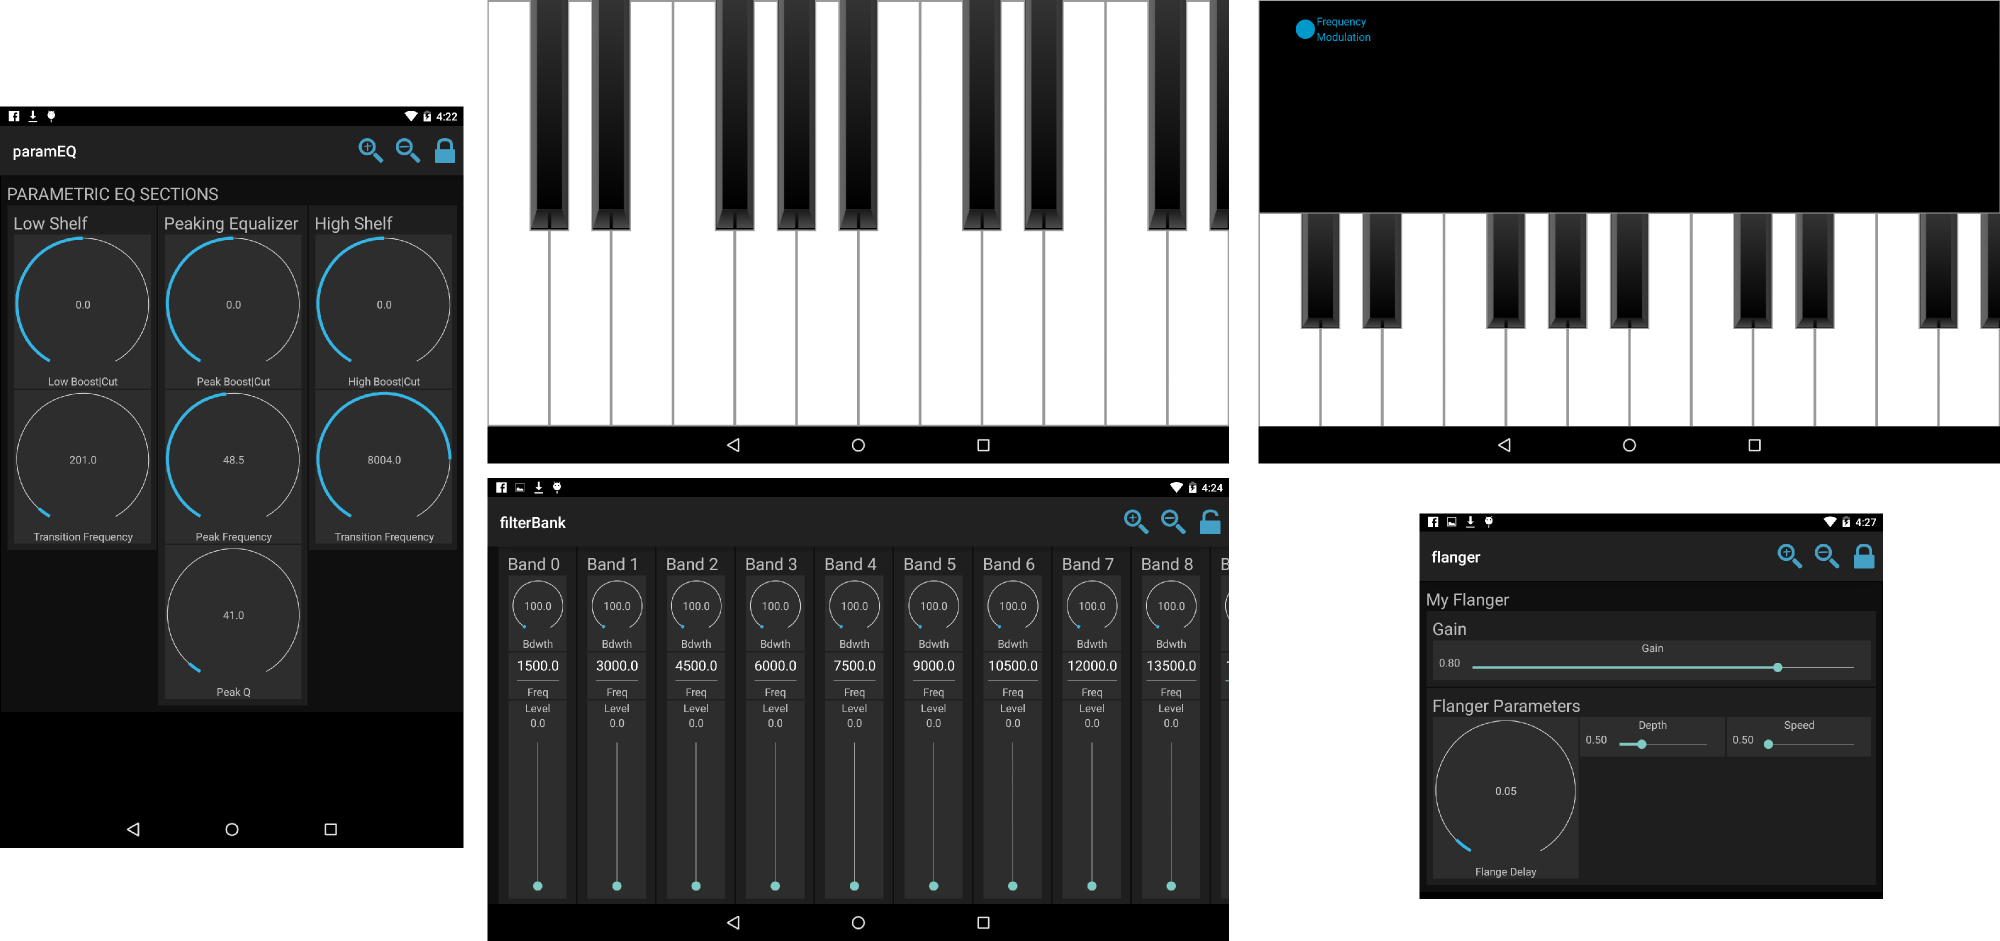 4:22
paramEQ
PARAMETRIC EQ SECTIONS
Low Shelf Peaking Equalizer High Shelf
0.0 0.0 0.0
Low Boost|Cut Peak Boost|Cut High Boost|Cut
201.0 48.5 8004.0
Transition Frequency Peak Frequency Transition Frequency
41.0
Peak Q
Frequency
Modulation
4:24
filterBank
Band 0 Band 1 Band 2 Band 3 Band 4 Band 5 Band 6 Band 7 Band 8 B
100.0 100.0 100.0 100.0 100.0 100.0 100.0 100.0 100.0
Bdwth Bdwth Bdwth Bdwth Bdwth Bdwth Bdwth Bdwth Bdwth
1500.0 3000.0 4500.0 6000.0 7500.0 9000.0 10500.0 12000.0 13500.0
Freq Freq Freq Freq Freq Freq Freq Freq Freq
Level Level Level Level Level Level Level Level Level
0.0 0.0 0.0 0.0 0.0 0.0 0.0 0.0 0.0
4:27
flanger
My Flanger
Gain
Gain
0.80
Flanger Parameters
Depth Speed
0.50 0.50
0.05
Flange Delay